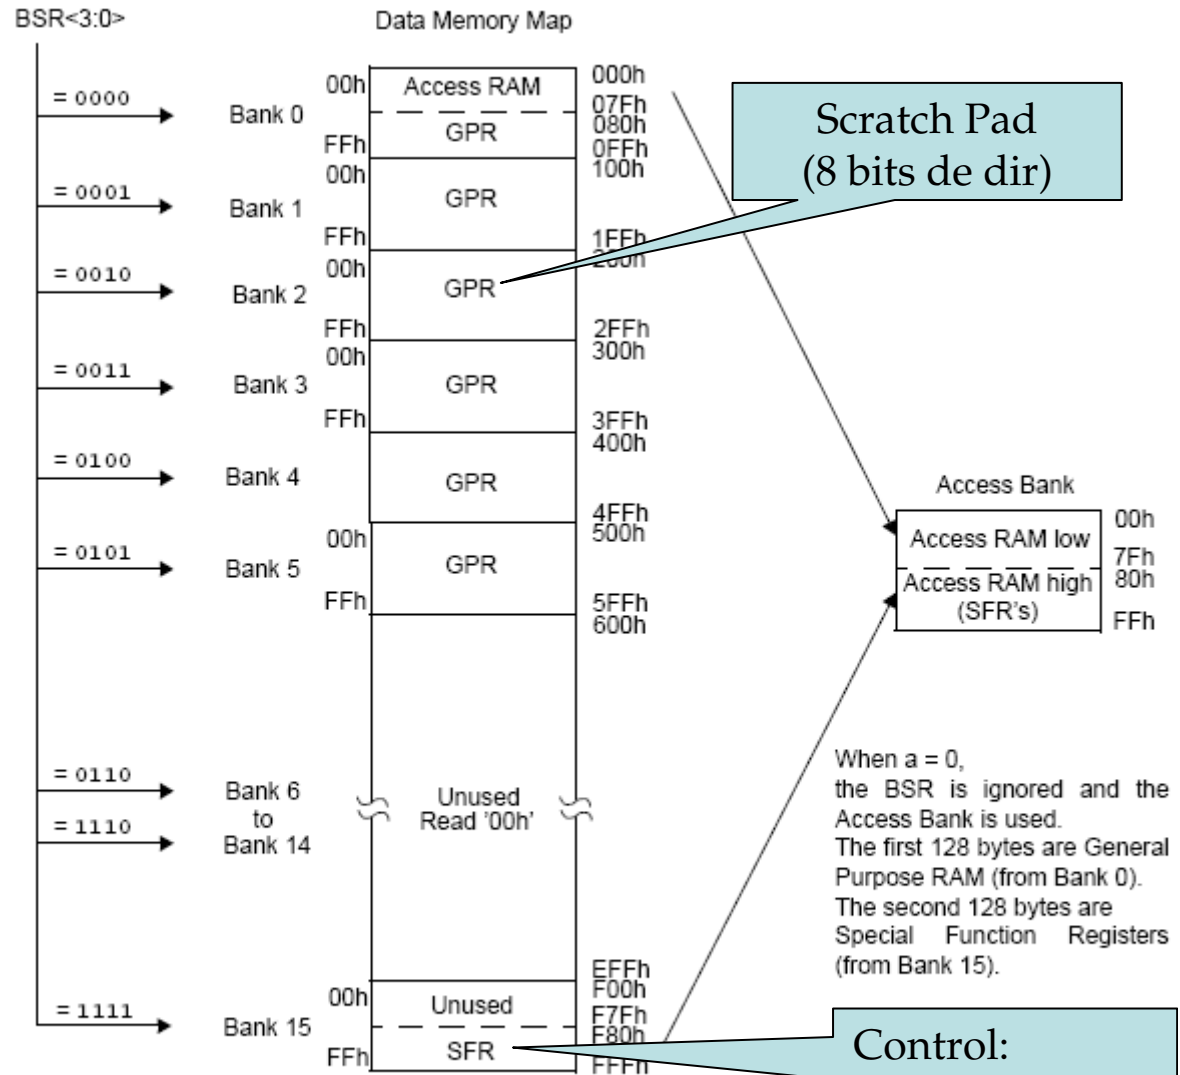 BSR<3:0>
Data Memory Map
= 0000
Bank 0
00h
Access RAM
000h
07Fh
080h
FFh
GPR
0FFh
100h
Scratch Pad
(8 bits de dir)
= 0001
Bank 1
00h
GPR
FFh
1FFh
200h
= 0010
Bank 2
00h
GPR
FFh
2FFh
300h
= 0011
Bank 3
00h
GPR
FFh
3FFh
400h
= 0100
Bank 4
GPR
4FFh
500h
= 0101
Bank 5
00h
GPR
FFh
5FFh
600h
Access Bank
Access RAM low
00h
7Fh
80h
Access RAM high
(SFR's)
FFh
= 0110
Bank 6
to
= 1110
Bank 14
Unused
Read '00h'
When a = 0,
the BSR is ignored and the
Access Bank is used.
The first 128 bytes are General
Purpose RAM (from Bank 0).
The second 128 bytes are
Special Function Registers
(from Bank 15).
EFFh
F00h
= 1111
Bank 15
00h
Unused
F7Fh
F80h
FFh
SFR
FFFh
Control: